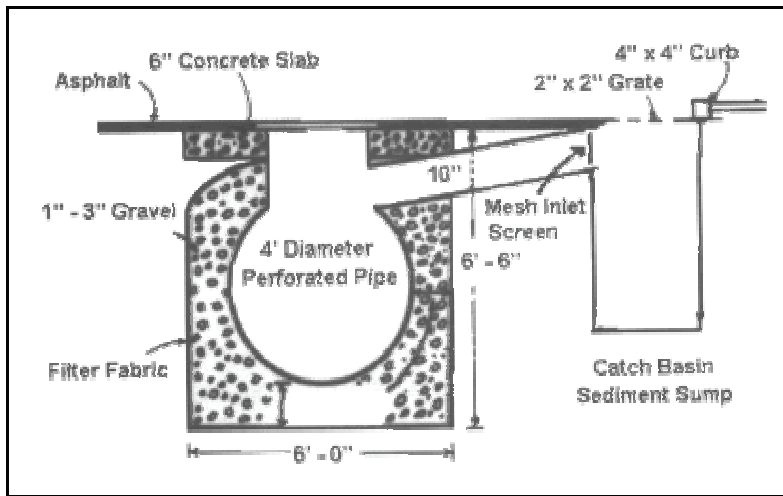 4" x 4" Curb
6" Concrete Slab
2" x 2" Grate
Asphalt
10"
1" - 3" Gravel
Mesh Inlet
Screen
4' Diameter
Perforated Pipe
6' - 6"
Filter Fabric
Catch Basin
Sediment Sump
6' - 0"